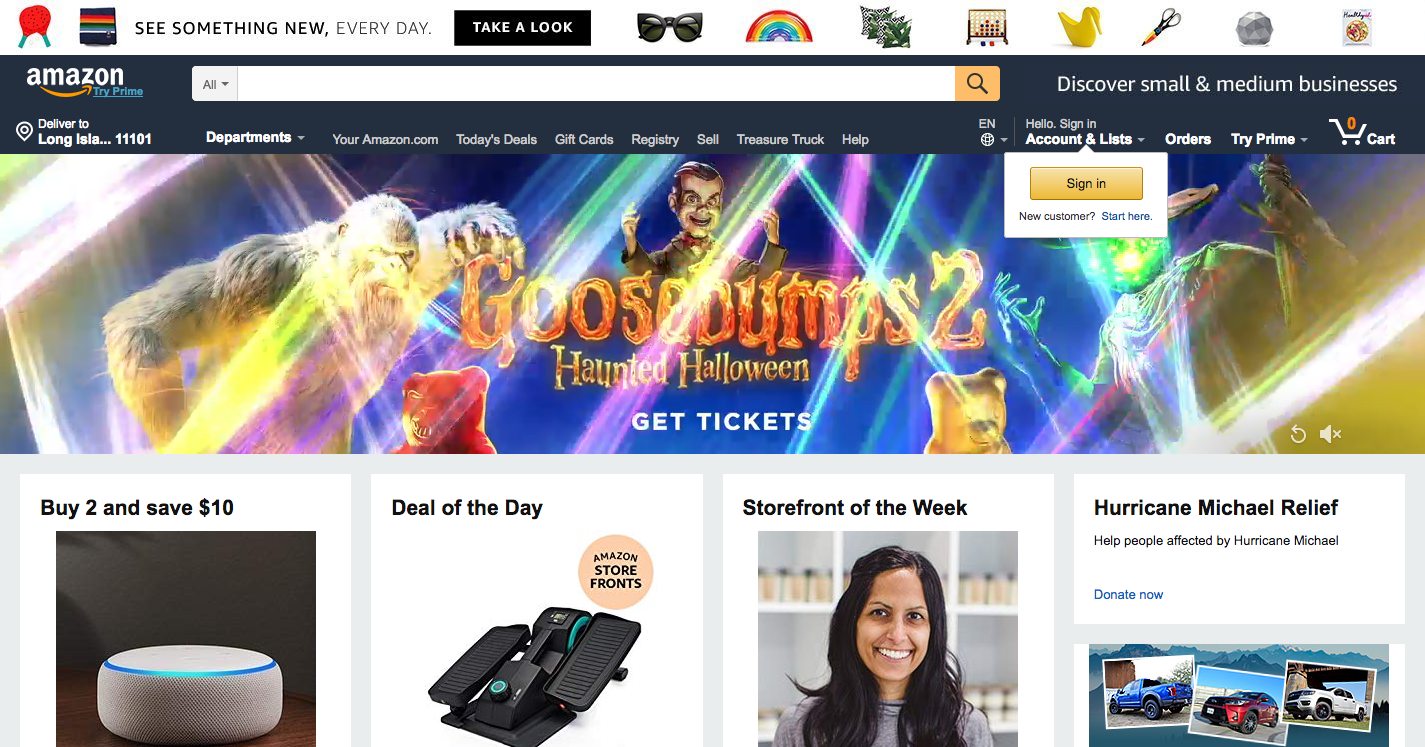 SEE SOMETHING NEW, EVERY DAY.
TAKE A LOOK
Healthyish
amazon
Try Prime
All
Discover small & medium businesses
Deliver to
Long Isla... 11101
Departments
Your Amazon.com
Today's Deals
Gift Cards
Registry
Sell
Treasure Truck
Help
EN
Hello. Sign in
Account & Lists
Orders
Try Prime
0
Cart
Sign in
New customer? Start here.
Goosebumps 2
Haunted Halloween
GET TICKETS
Buy 2 and save $10
Deal of the Day
AMAZON
STORE
FRONTS
Storefront of the Week
Hurricane Michael Relief
Help people affected by Hurricane Michael
Donate now